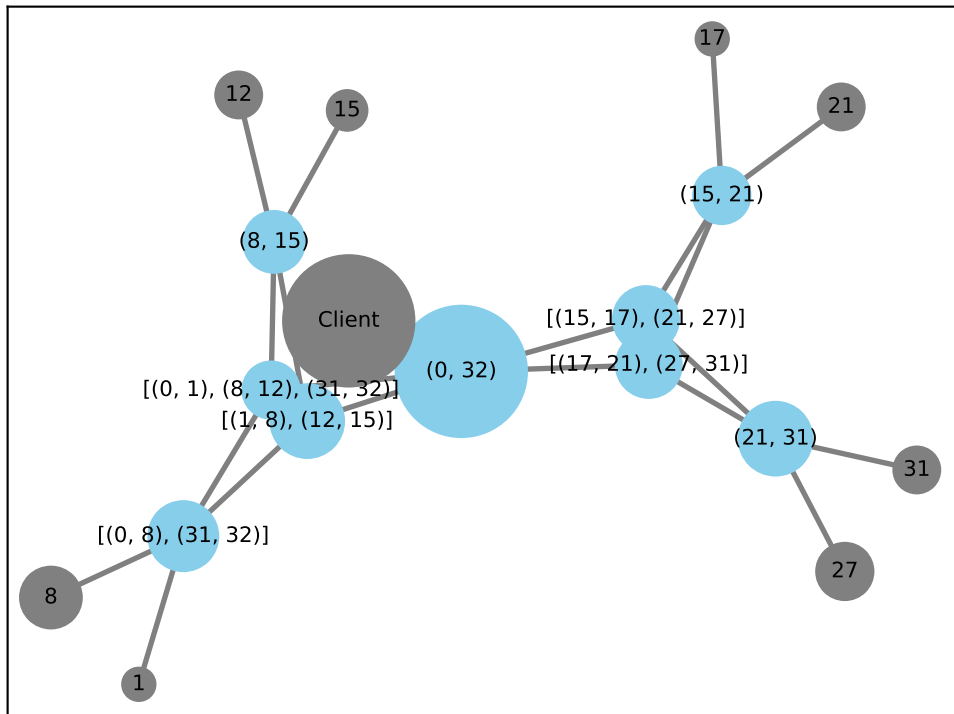 17
12
21
15
(15, 21)
(8, 15)
[(15, 17), (21, 27)]
Client
[(17, 21), (27, 31)]
(0, 32)
[(0, 1), (8, 12), (31, 32)]
[(1, 8), (12, 15)]
(21, 31)
31
[(0, 8), (31, 32)]
27
8
1